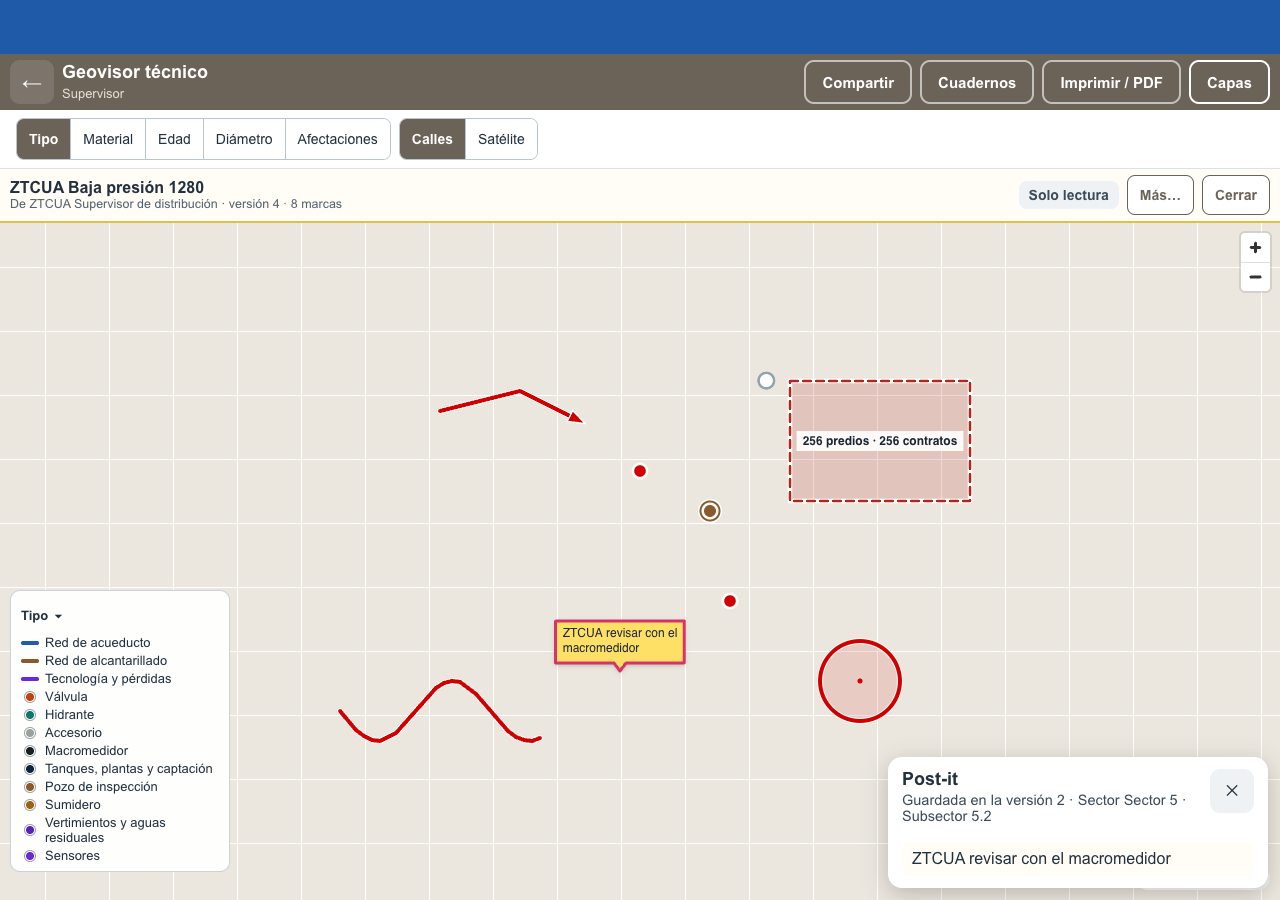 ←
Geovisor técnico
Supervisor
Compartir
Cuadernos
Imprimir / PDF
Capas
Tipo
Material
Edad
Diámetro
Afectaciones
Calles
Satélite
ZTCUA Baja presión 1280
De ZTCUA Supervisor de distribución · versión 4 · 8 marcas
Solo lectura
Más…
Cerrar
+
−
256 predios · 256 contratos
ZTCUA revisar con el
macromedidor
Tipo
Red de acueducto
Red de alcantarillado
Tecnología y pérdidas
Válvula
Hidrante
Accesorio
Macromedidor
Tanques, plantas y captación
Pozo de inspección
Sumidero
Vertimientos y aguas
residuales
Sensores
Post-it
Guardada en la versión 2 · Sector Sector 5 ·
Subsector 5.2
×
ZTCUA revisar con el macromedidor